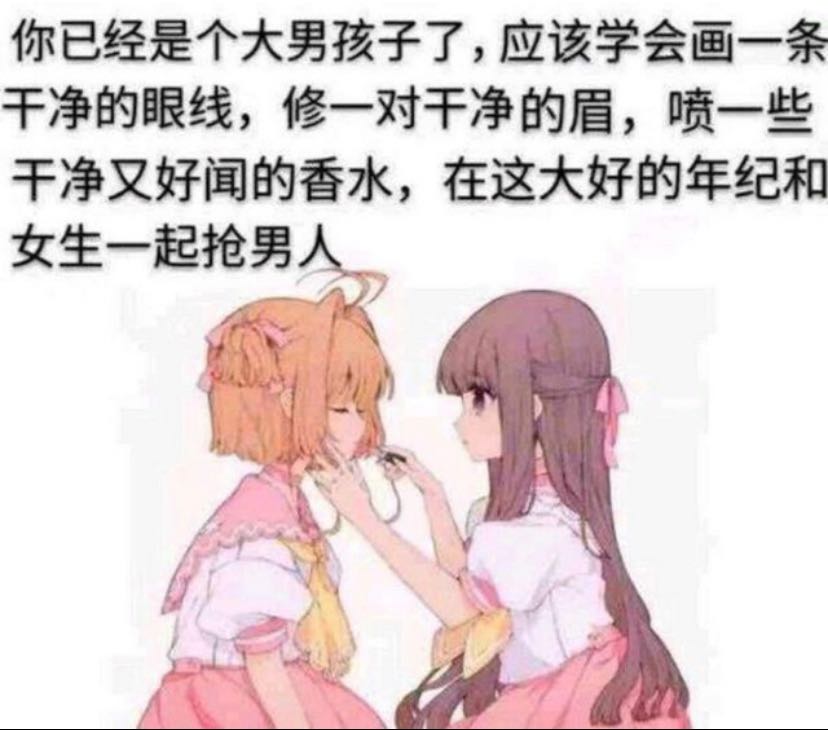 你已经是个大男孩子了，应该学会画一条
干净的眼线，修一对干净的眉，喷一些
干净又好闻的香水，在这大好的年纪和
女生一起抢男人